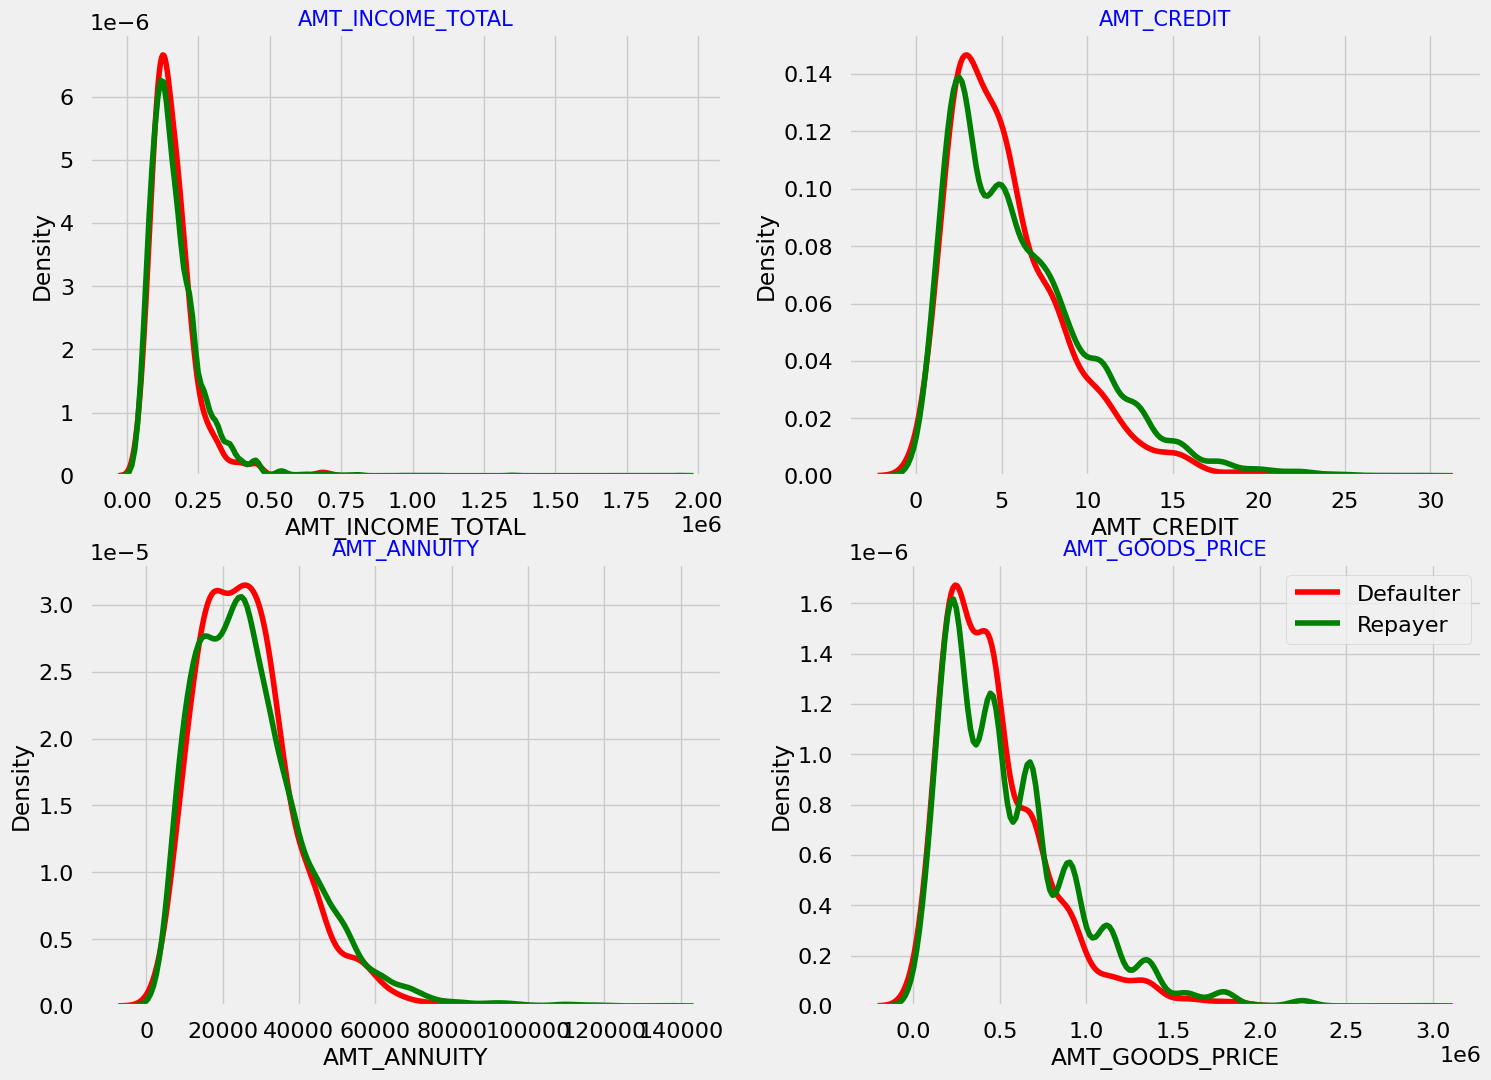 AMT_INCOME_TOTAL
1e−6
Density
6
5
4
3
2
1
0
0.00 0.25 0.50 0.75 1.00 1.25 1.50 1.75 2.00
1e6
AMT_INCOME_TOTAL
AMT_CREDIT
Density
0.14
0.12
0.10
0.08
0.06
0.04
0.02
0.00
0 5 10 15 20 25 30
AMT_CREDIT
AMT_ANNUITY
1e−5
Density
3.0
2.5
2.0
1.5
1.0
0.5
0.0
0 20000 40000 60000 80000 100000 120000 140000
AMT_ANNUITY
AMT_GOODS_PRICE
1e−6
Defaulter
Repayer
Density
1.6
1.4
1.2
1.0
0.8
0.6
0.4
0.2
0.0
0.0 0.5 1.0 1.5 2.0 2.5 3.0
1e6
AMT_GOODS_PRICE